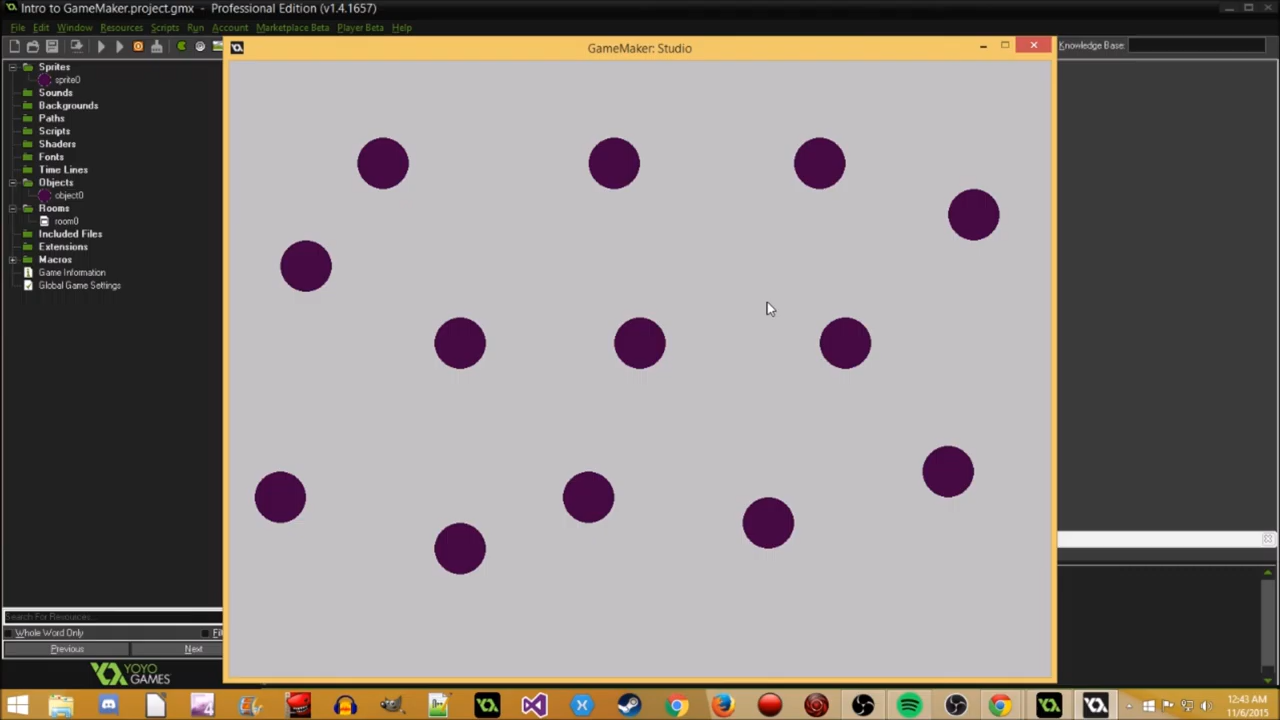 Intro to GameMaker.project.gmx - Professional Edition (v1.4.1657)
File Edit Window Resources Scripts Run Account Marketplace Beta Player Beta Help
GameMaker: Studio
Knowledge Base:
Sprites
sprite0
Sounds
Backgrounds
Paths
Scripts
Shaders
Fonts
Time Lines
Objects
object0
Rooms
room0
Included Files
Extensions
Macros
Game Information
Global Game Settings
Search For Resources...
Whole Word Only
Previous Next
YOYO
GAMES
12:43 AM
11/6/2015